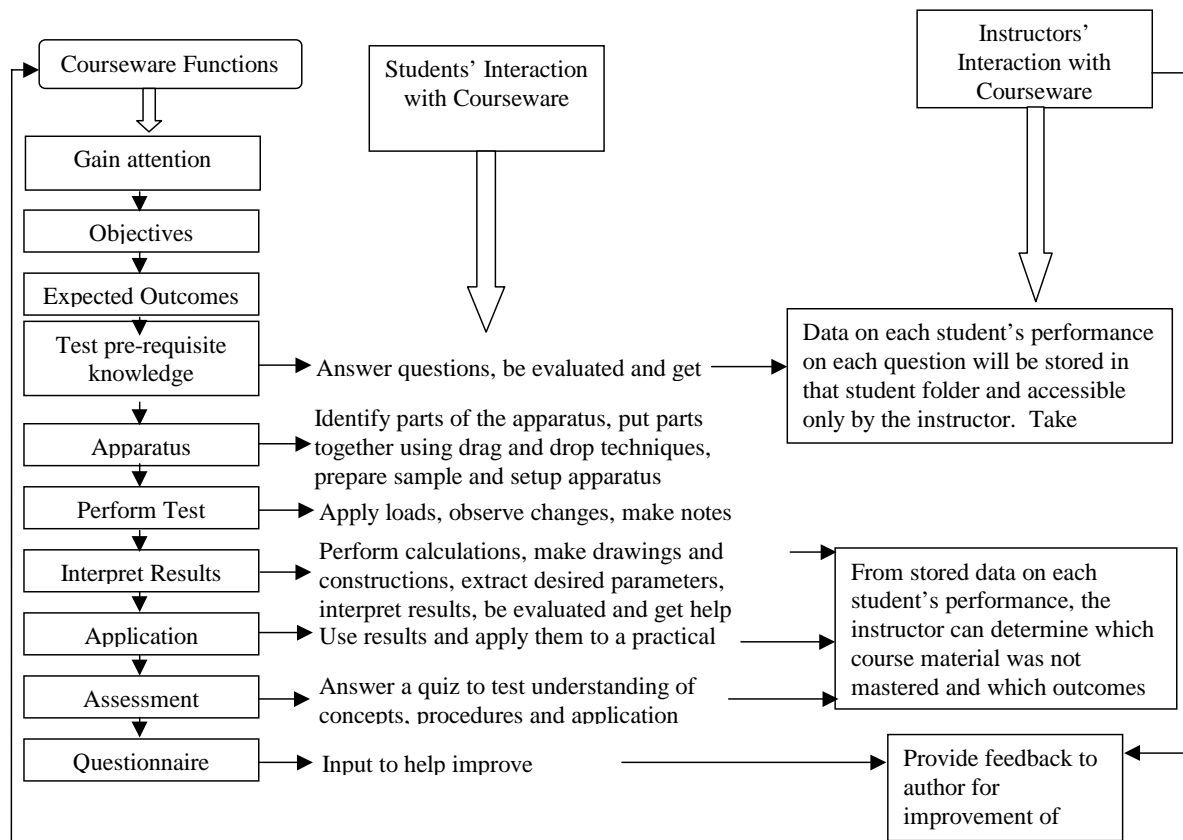 Courseware Functions
Gain attention
Objectives
Expected Outcomes
Test pre-requisite
knowledge
Apparatus
Perform Test
Interpret Results
Application
Assessment
Questionnaire
Students’ Interaction
with Courseware
Answer questions, be evaluated and get
Identify parts of the apparatus, put parts
together using drag and drop techniques,
prepare sample and setup apparatus
Apply loads, observe changes, make notes
Perform calculations, make drawings and
constructions, extract desired parameters,
interpret results, be evaluated and get help
Use results and apply them to a practical
Answer a quiz to test understanding of
concepts, procedures and application
Input to help improve
Instructors’
Interaction with
Courseware
Data on each student’s performance
on each question will be stored in
that student folder and accessible
only by the instructor. Take
From stored data on each
student’s performance, the
instructor can determine which
course material was not
mastered and which outcomes
Provide feedback to
author for
improvement of